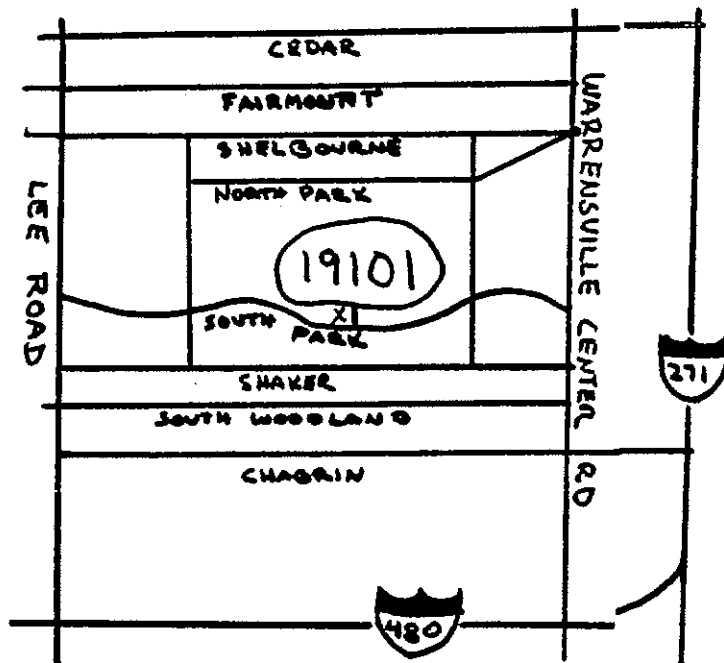 CEDAR
FAIRMOUNT
SHELBOURNE
NORTH PARK
19101
X
SOUTH
PARK
SHAKER
SOUTH WOODLAND
CHAGRIN
LEE ROAD
WARRENSVILLE CENTER RD
271
480